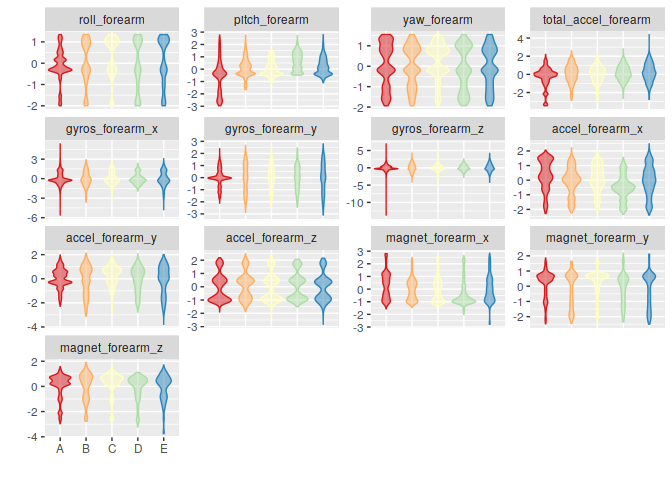 roll_forearm pitch_forearm yaw_forearm total_accel_forearm
1 0 -1 -2
3 2 1 0 -1 -2 -3
1 0 -1 -2
4 2 0 -2
gyros_forearm_x gyros_forearm_y gyros_forearm_z accel_forearm_x
3 0 -3 -6
3 2 1 0 -1 -2 -3
5 0 -5 -10
2 1 0 -1 -2
accel_forearm_y accel_forearm_z magnet_forearm_x magnet_forearm_y
2 0 -2 -4
2 1 0 -1 -2 -3
3 2 1 0 -1 -2 -3
2 1 0 -1 -2
magnet_forearm_z
2 0 -2 -4
A B C D E